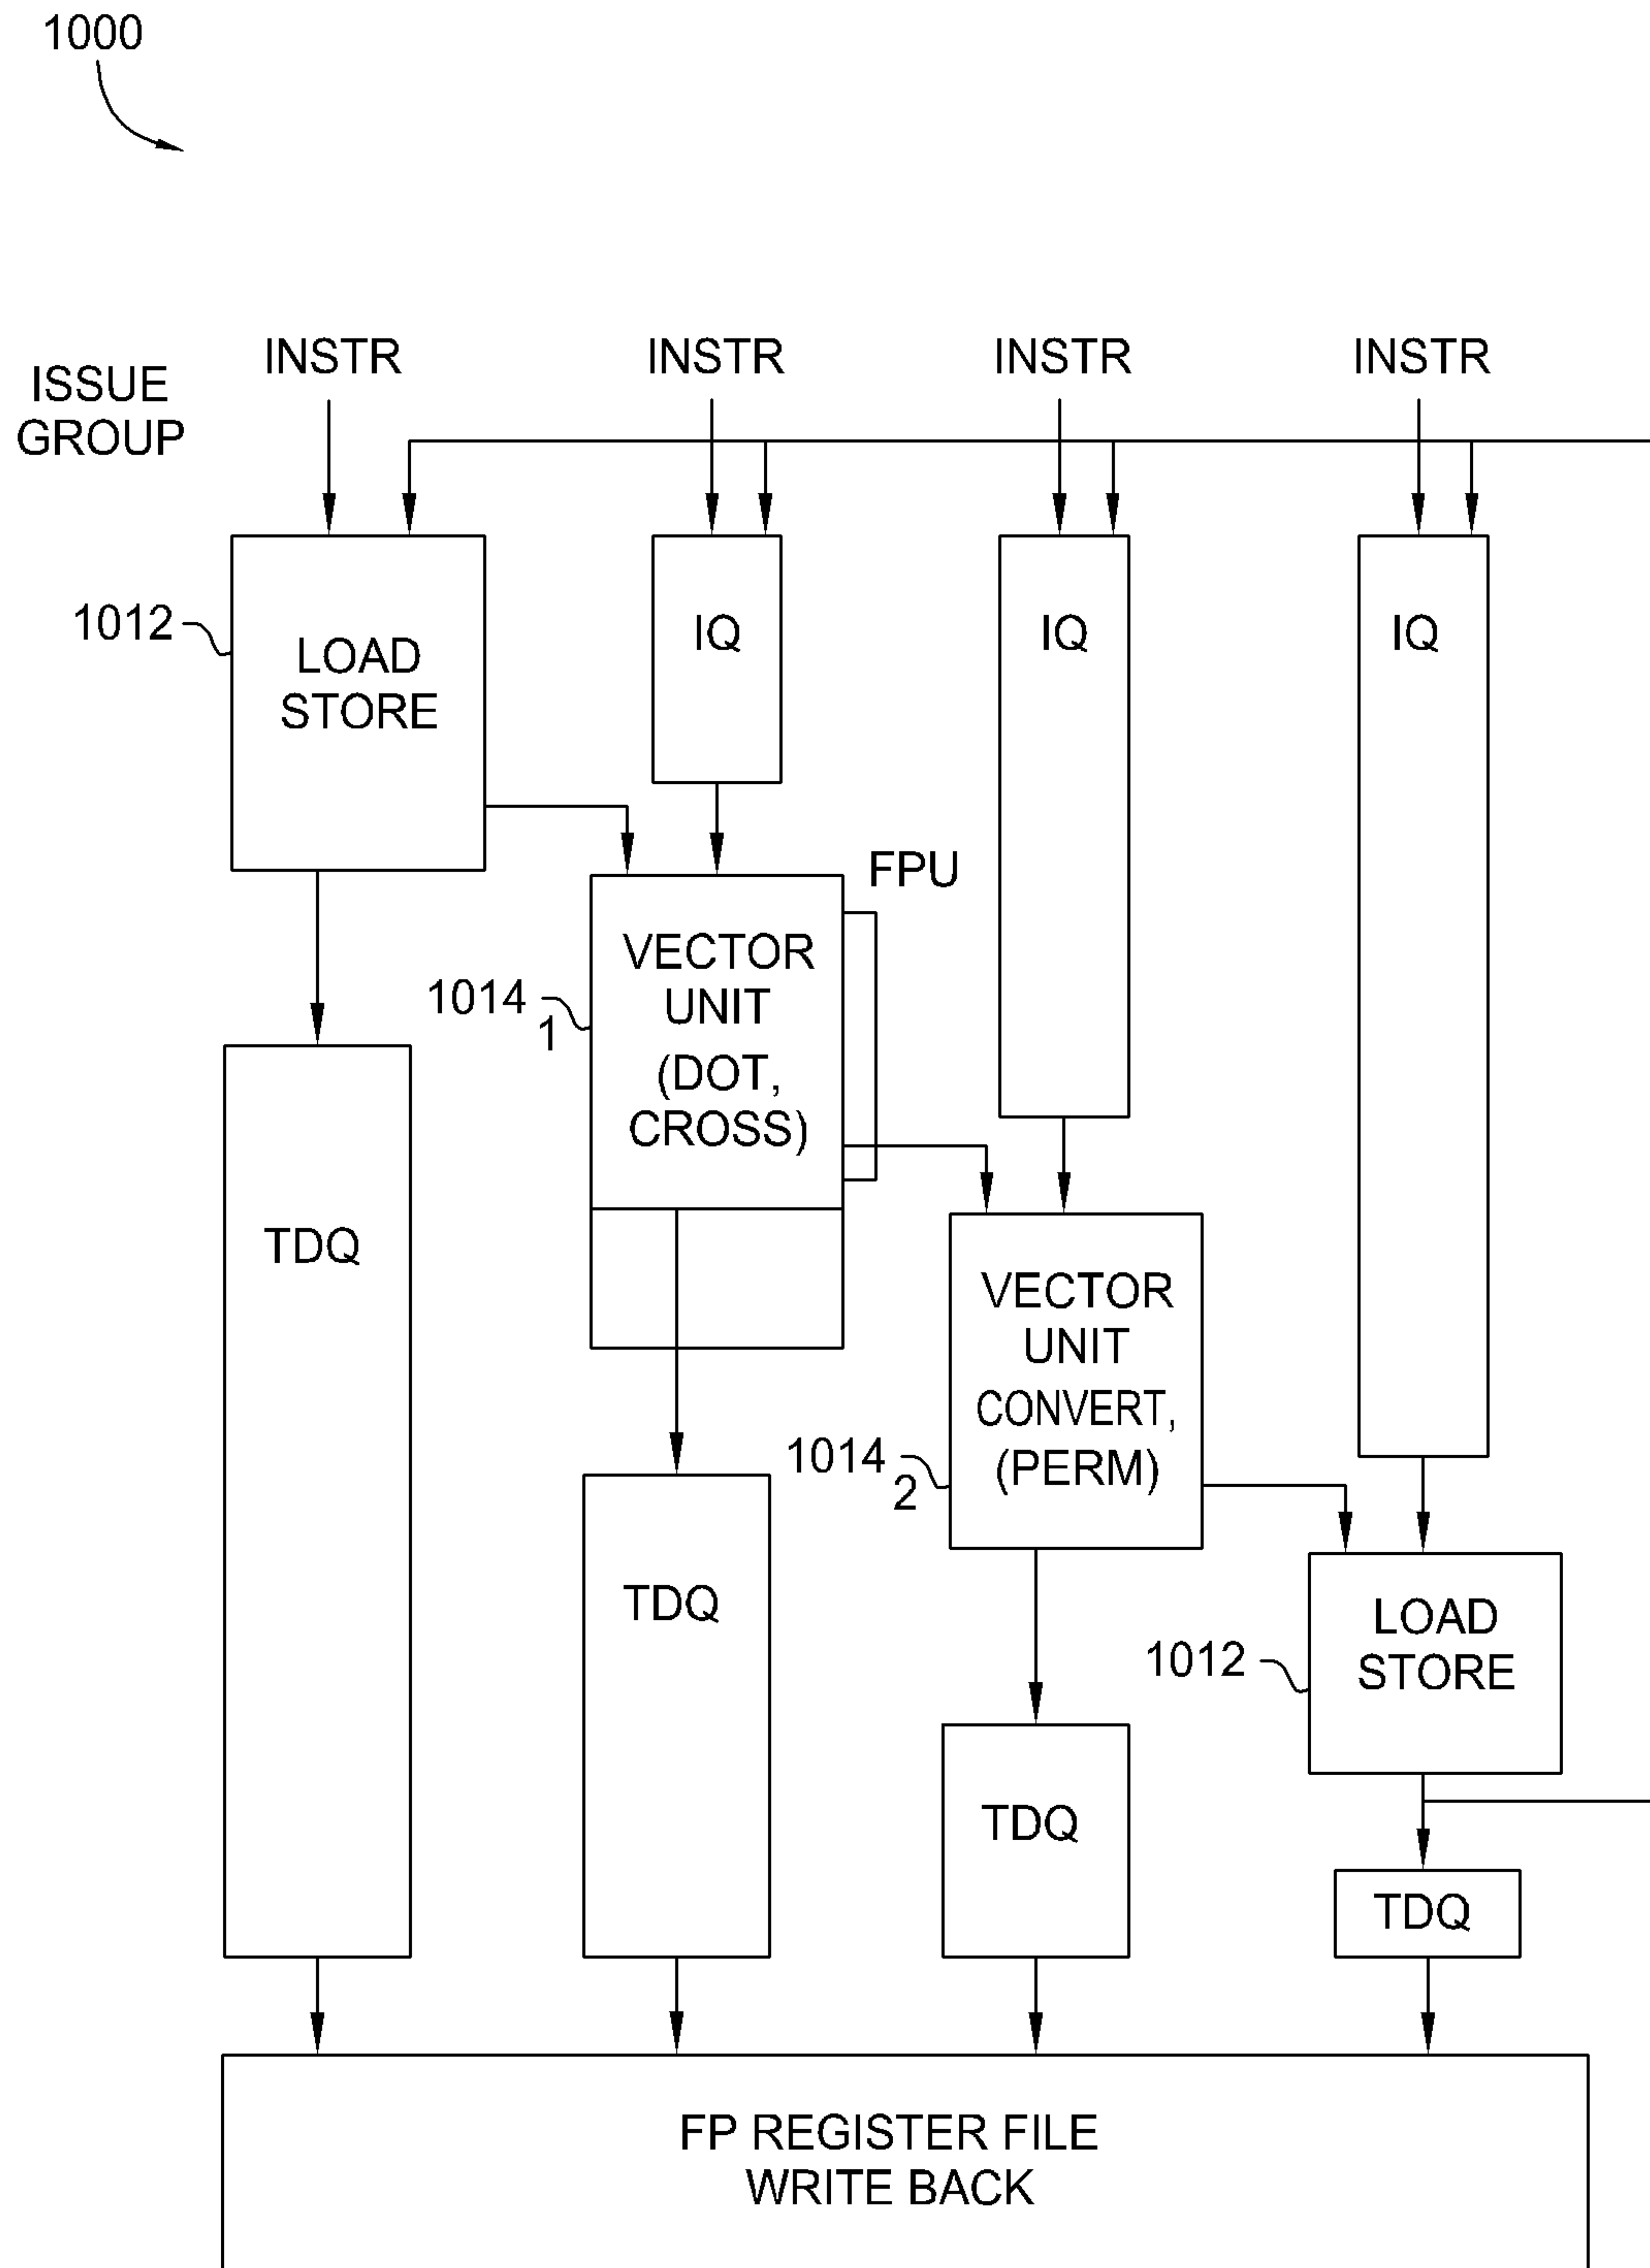 1000
INSTR
INSTR
INSTR
INSTR
ISSUE
GROUP
1012
LOAD
STORE
IQ
IQ
IQ
FPU
1014
1
VECTOR
UNIT
(DOT,
CROSS)
TDQ
1014
2
VECTOR
UNIT
CONVERT,
(PERM)
TDQ
1012
LOAD
STORE
TDQ
TDQ
FP REGISTER FILE
WRITE BACK